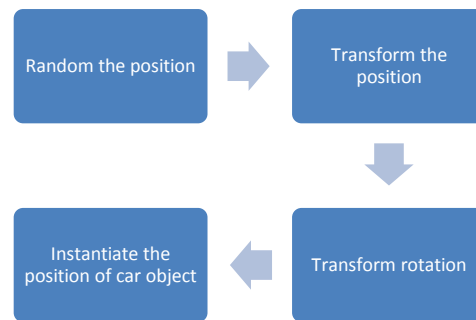 Random the position
Transform the
position
Transform rotation
Instantiate the
position of car object